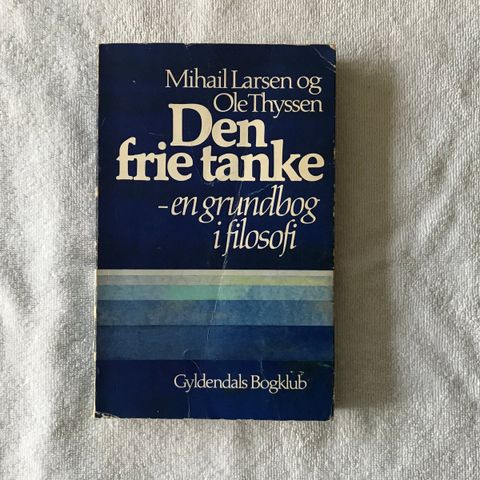 Mihail Larsen og
Ole Thyssen
Den
frie tanke
– en grundbog
i filosofi
Gyldendals Bogklub